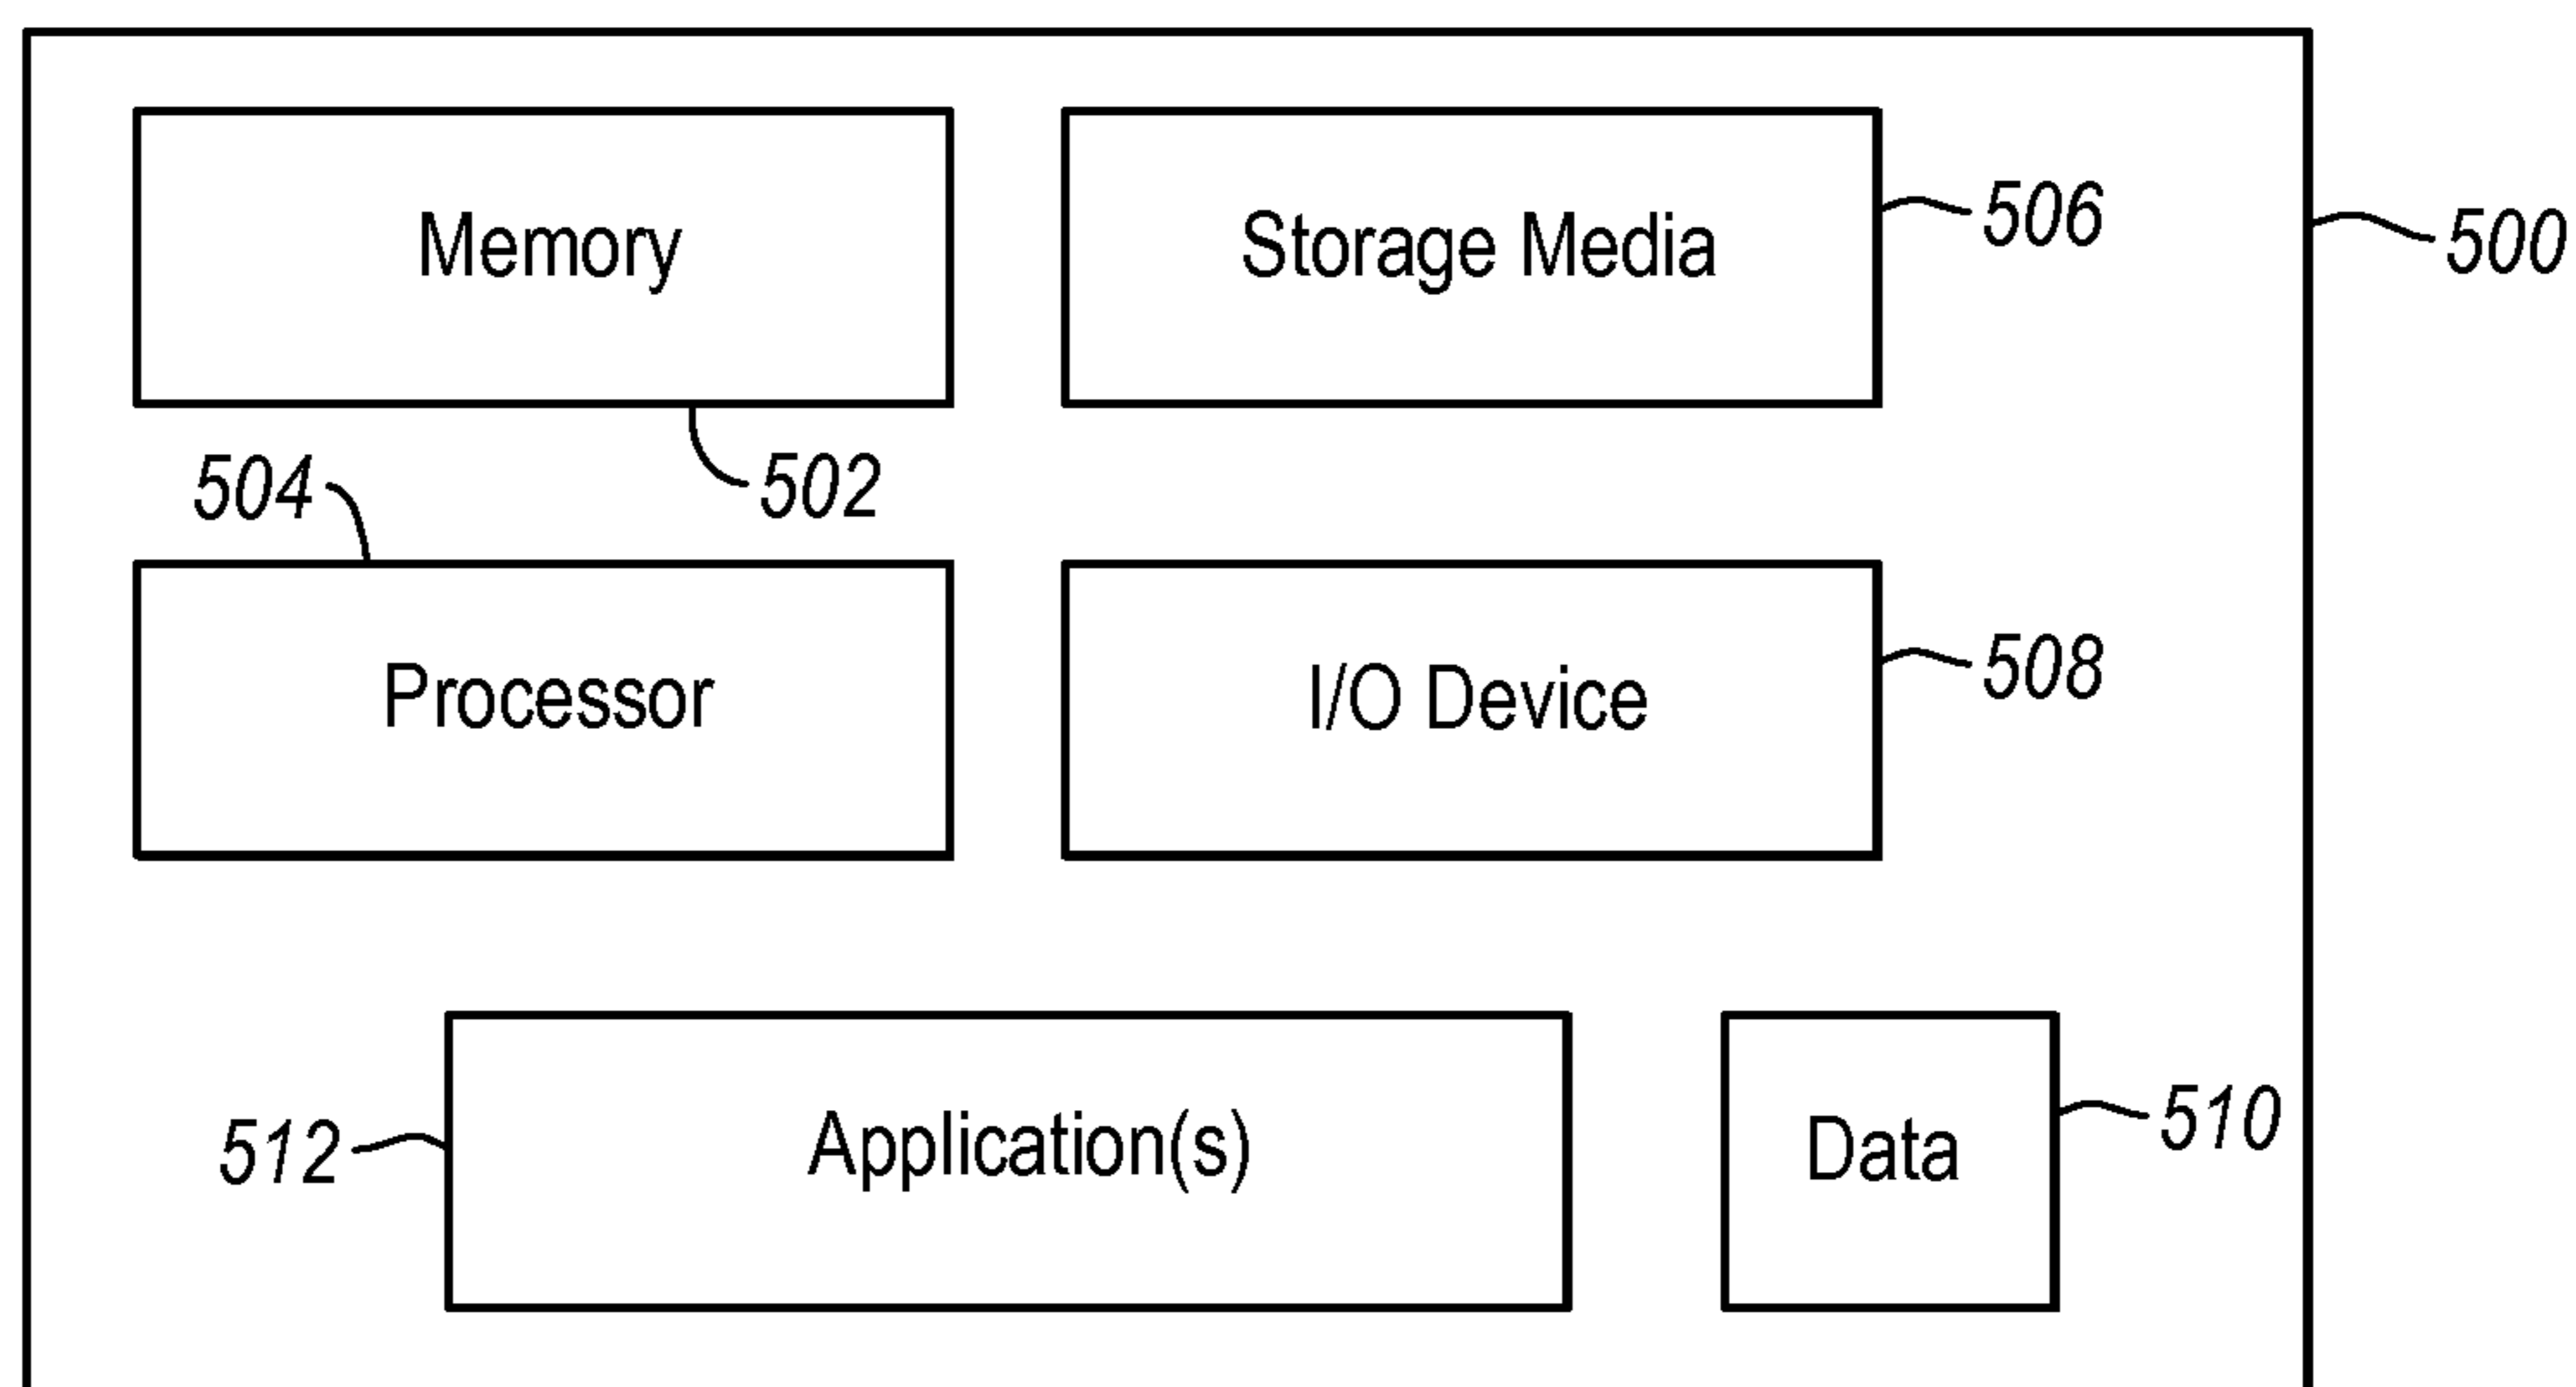 Memory
Storage Media
506
500
504
502
Processor
I/O Device
508
512
Application(s)
Data
510